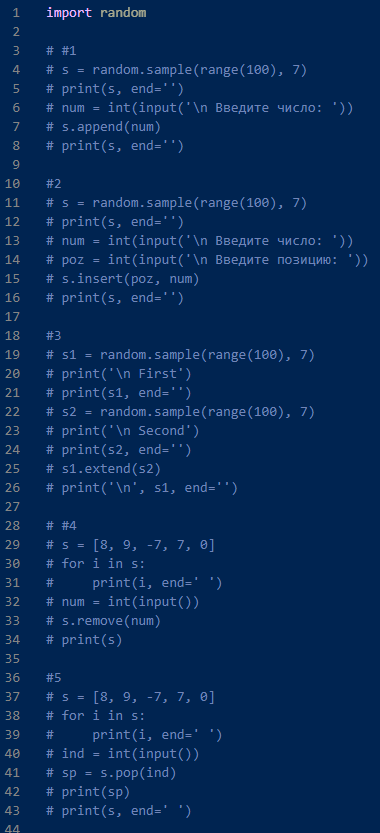 1 import random
2
3 # #1
4 # s = random.sample(range(100), 7)
5 # print(s, end='')
6 # num = int(input('\n Введите число: '))
7 # s.append(num)
8 # print(s, end='')
9
10 #2
11 # s = random.sample(range(100), 7)
12 # print(s, end='')
13 # num = int(input('\n Введите число: '))
14 # poz = int(input('\n Введите позицию: '))
15 # s.insert(poz, num)
16 # print(s, end='')
17
18 #3
19 # s1 = random.sample(range(100), 7)
20 # print('\n First')
21 # print(s1, end='')
22 # s2 = random.sample(range(100), 7)
23 # print('\n Second')
24 # print(s2, end='')
25 # s1.extend(s2)
26 # print('\n', s1, end='')
27
28 # #4
29 # s = [8, 9, -7, 7, 0]
30 # for i in s:
31 #     print(i, end=' ')
32 # num = int(input())
33 # s.remove(num)
34 # print(s)
35
36 #5
37 # s = [8, 9, -7, 7, 0]
38 # for i in s:
39 #     print(i, end=' ')
40 # ind = int(input())
41 # sp = s.pop(ind)
42 # print(sp)
43 # print(s, end=' ')
44